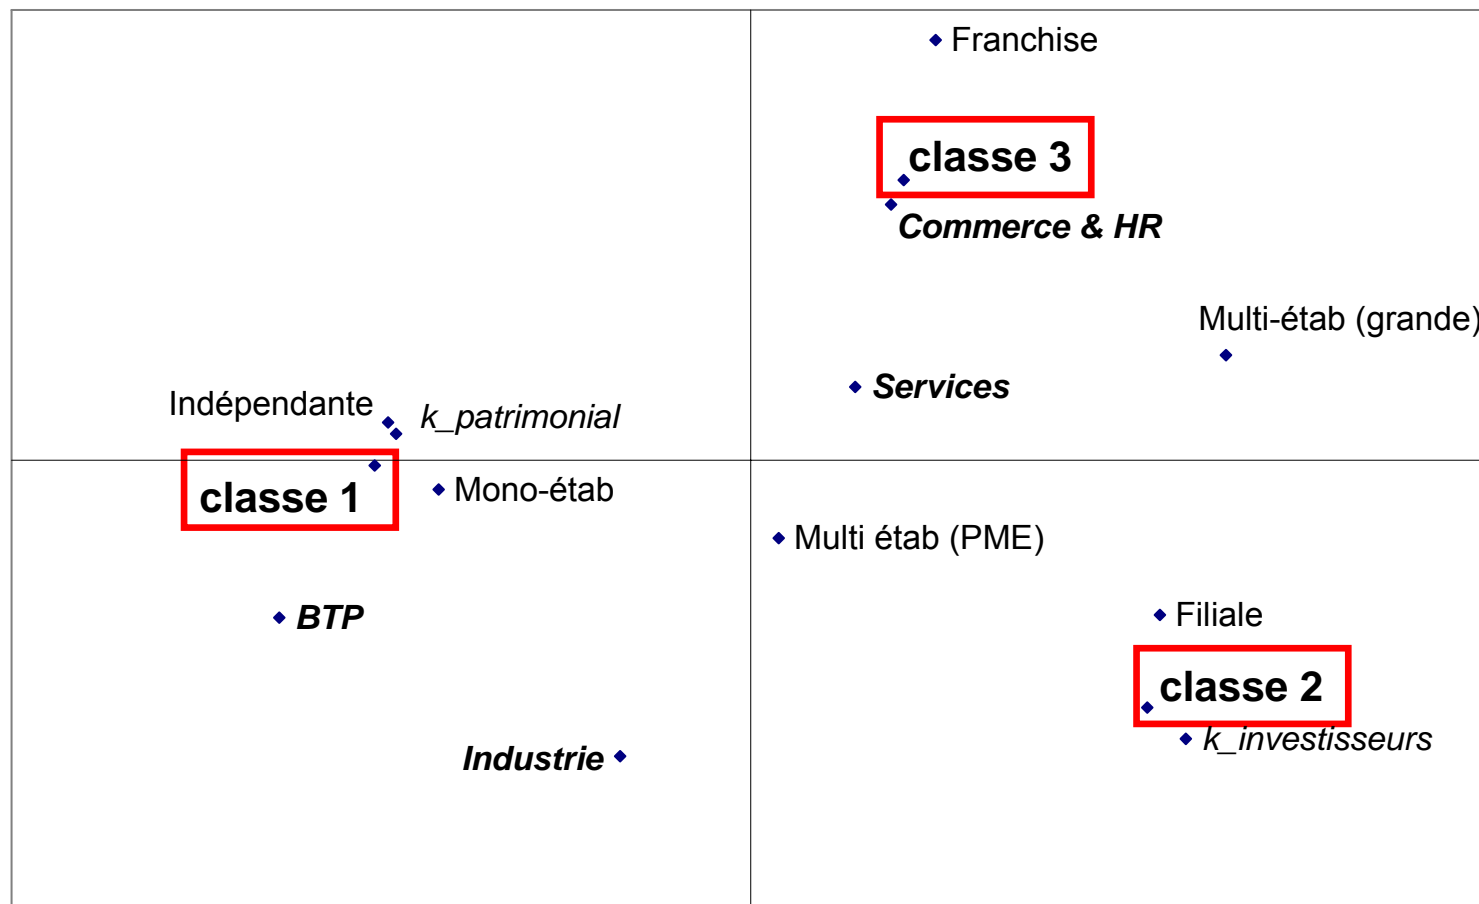 Franchise
classe 3
Commerce & HR
Multi-étab (grande)
Services
Indépendante
k_patrimonial
classe 1
Mono-étab
Multi étab (PME)
BTP
Filiale
classe 2
k_investisseurs
Industrie